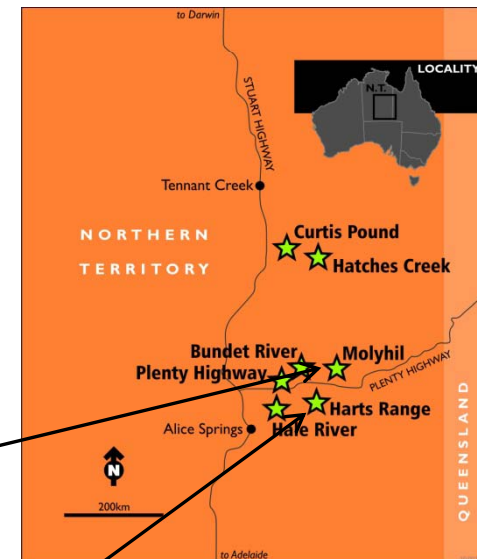 to Darwin
LOCALITY
N.T.
STUART HIGHWAY
Tennant Creek
NORTHERN
TERRITORY
Curtis Pound
Hatches Creek
Bundet River
Molyhil
Plenty Highway
PLENTY HIGHWAY
Harts Range
Alice Springs
Hale River
QUEENSLAND
N
200km
to Adelaide